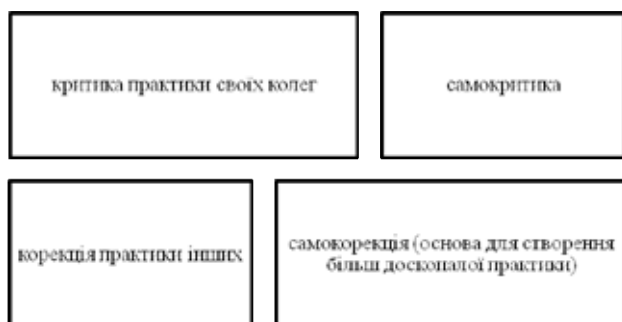 критика практики своїх колег
самокритика
корекція практики інших
самокорекція (основа для створення
більш досконалої практики)